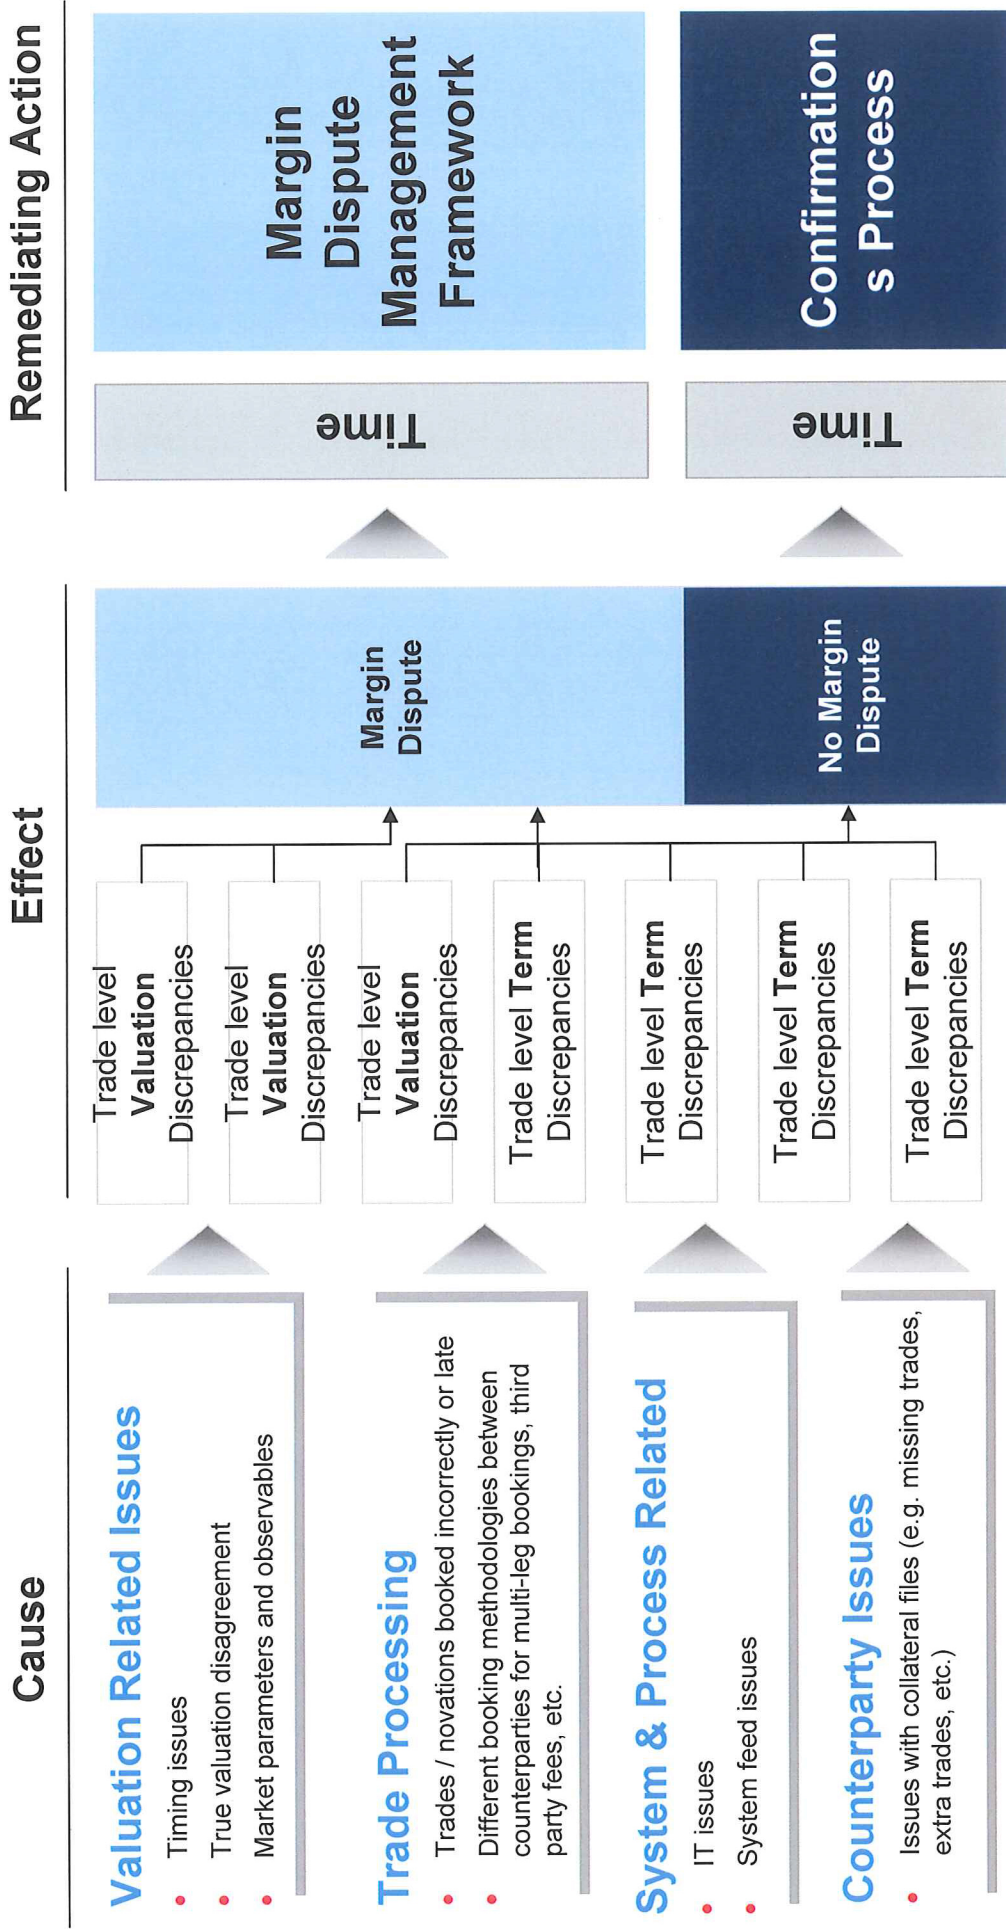 Cause
Effect
Remediating Action
Valuation Related Issues
• Timing issues
• True valuation disagreement
• Market parameters and observables
Trade Processing
• Trades / novations booked incorrectly or late
• Different booking methodologies between
counterparties for multi-leg bookings, third
party fees, etc.
System & Process Related
• IT issues
• System feed issues
Counterparty Issues
• Issues with collateral files (e.g. missing trades,
extra trades, etc.)
Trade level
Valuation
Discrepancies
Trade level
Valuation
Discrepancies
Trade level
Valuation
Discrepancies
Trade level Term
Discrepancies
Trade level Term
Discrepancies
Trade level Term
Discrepancies
Trade level Term
Discrepancies
Margin
Dispute
No Margin
Dispute
Time
Time
Margin
Dispute
Management
Framework
Confirmation
s Process